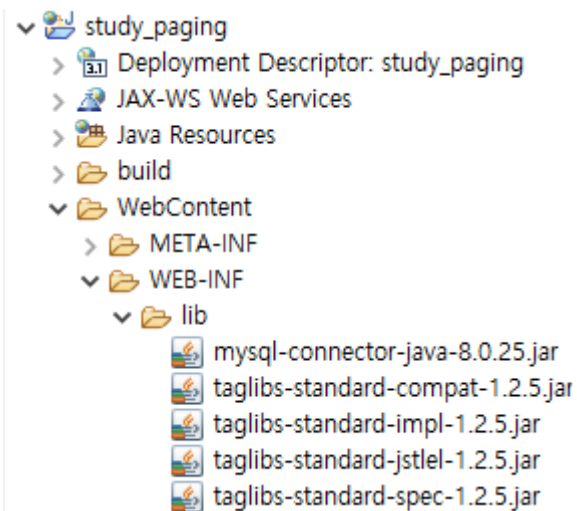 study_paging
3.1 Deployment Descriptor: study_paging
JAX-WS Web Services
Java Resources
build
WebContent
META-INF
WEB-INF
lib
mysql-connector-java-8.0.25.jar
taglibs-standard-compat-1.2.5.jar
taglibs-standard-impl-1.2.5.jar
taglibs-standard-jstlel-1.2.5.jar
taglibs-standard-spec-1.2.5.jar